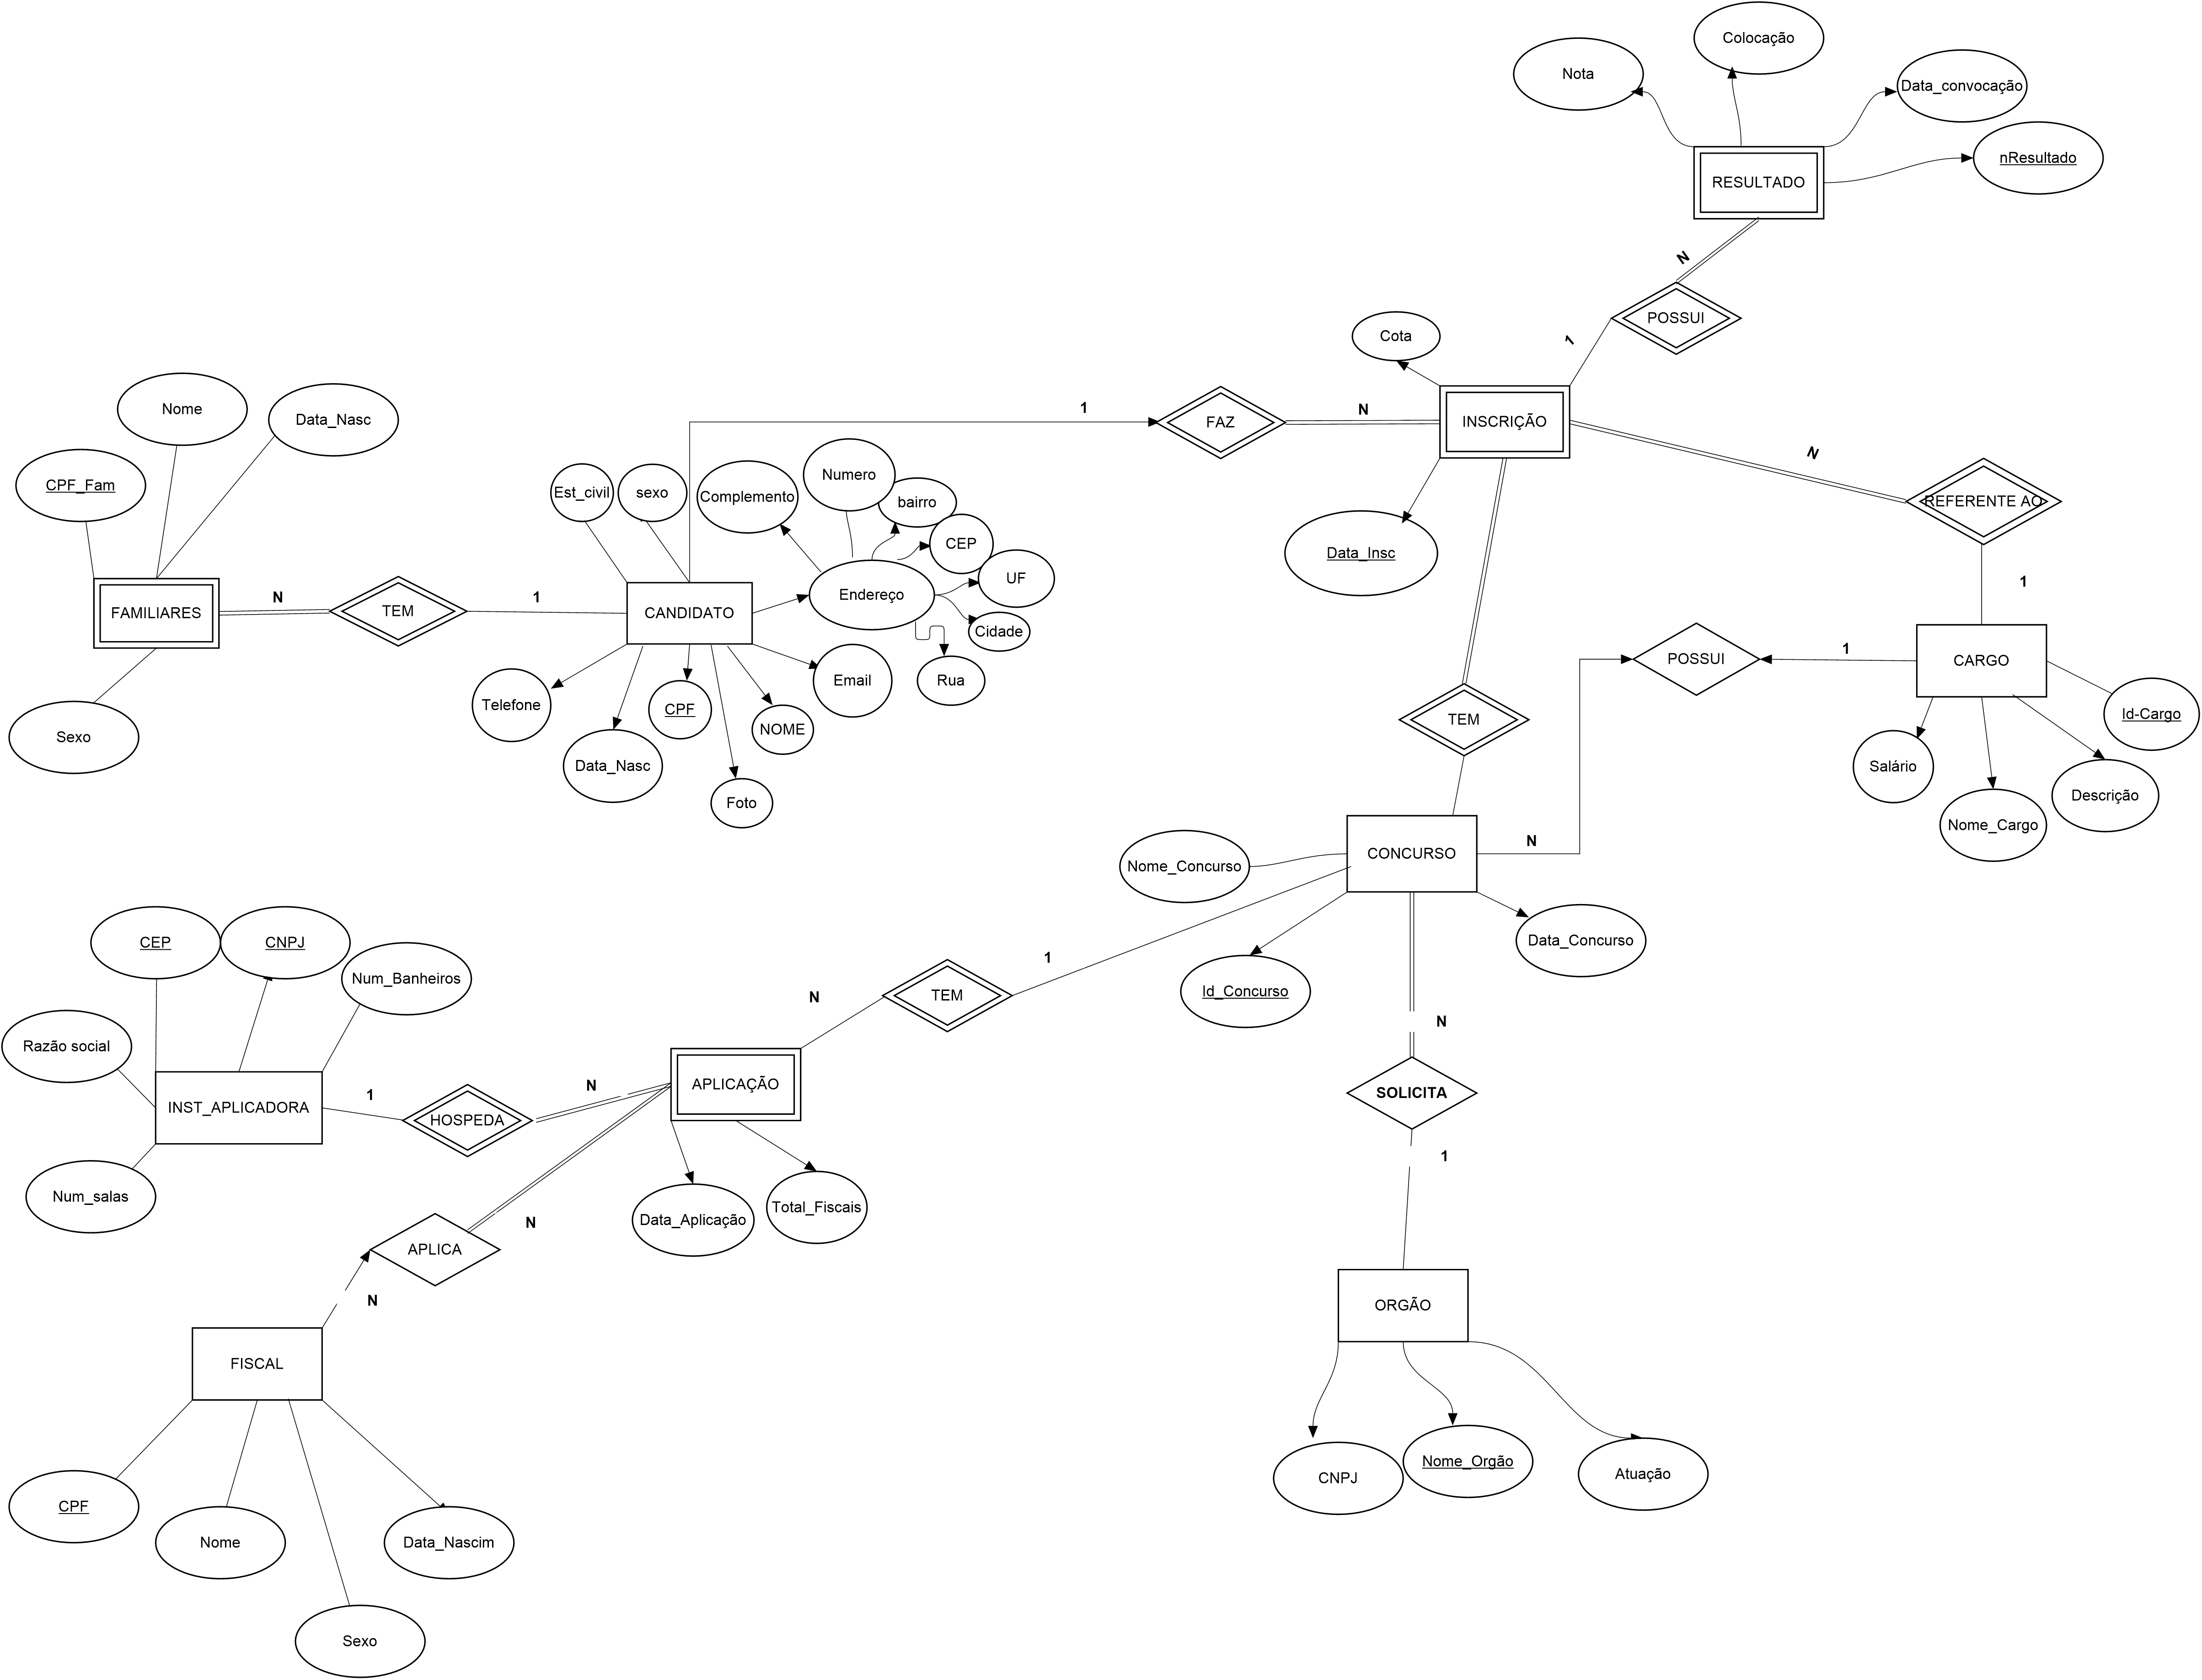 Colocação
Nota
Data_convocação
nResultado
RESULTADO
N
POSSUI
1
Cota
Nome
Data_Nasc
1
FAZ
N
INSCRIÇÃO
N
CPF_Fam
Est_civil
sexo
Complemento
Numero
bairro
CEP
UF
Cidade
Rua
Endereço
Data_Insc
REFERENTE AO
1
FAMILIARES
N
TEM
1
CANDIDATO
POSSUI
1
CARGO
Id-Cargo
Telefone
Data_Nasc
CPF
NOME
Email
Foto
Sexo
TEM
Salário
Nome_Cargo
Descrição
Nome_Concurso
CONCURSO
N
Data_Concurso
Id_Concurso
CEP
CNPJ
Num_Banheiros
N
TEM
1
N
Razão social
INST_APLICADORA
1
HOSPEDA
N
APLICAÇÃO
SOLICITA
1
Num_salas
Data_Aplicação
Total_Fiscais
APLICA
N
N
ORGÃO
FISCAL
CNPJ
Nome_Orgão
Atuação
CPF
Nome
Data_Nascim
Sexo